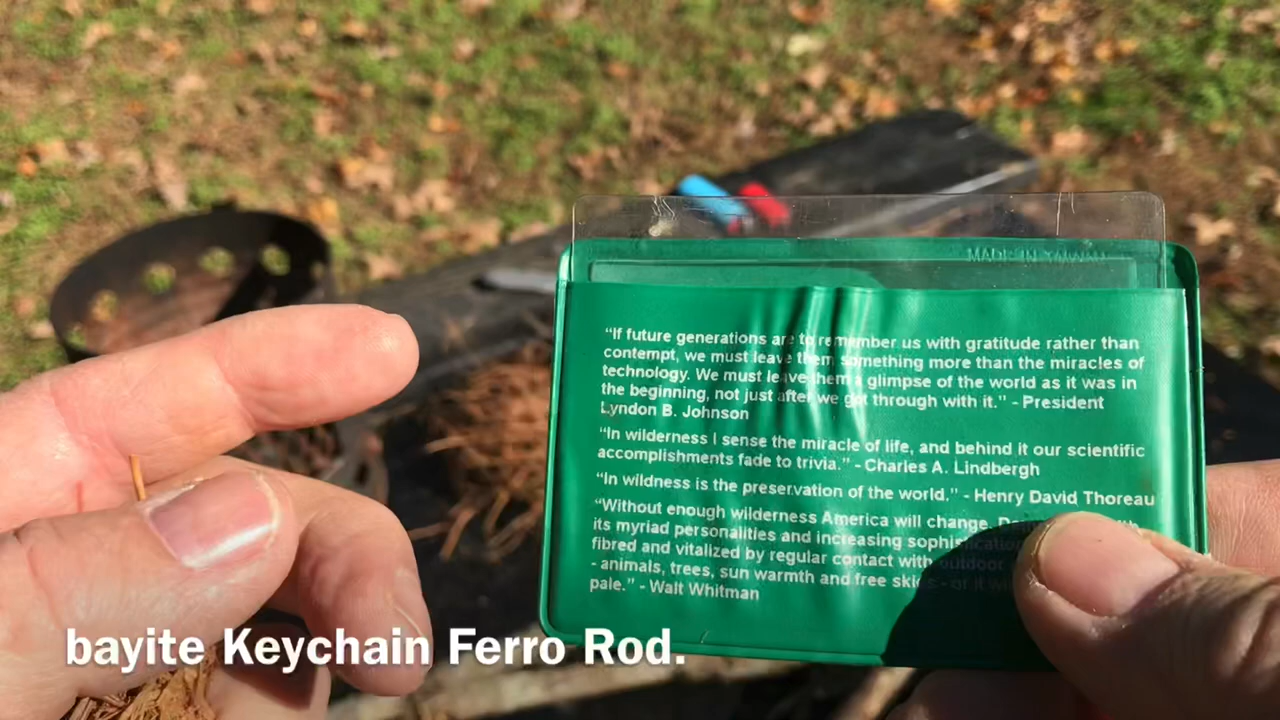 MADE IN TAIWAN
“If future generations are to remember us with gratitude rather than
contempt, we must leave them something more than the miracles of
technology. We must leave them a glimpse of the world as it was in
the beginning, not just after we got through with it.” - President
Lyndon B. Johnson
“In wilderness I sense the miracle of life, and behind it our scientific
accomplishments fade to trivia.” - Charles A. Lindbergh
“In wildness is the preservation of the world.” - Henry David Thoreau
“Without enough wilderness America will change.
its myriad personalities and increasing sophistication
fibred and vitalized by regular contact with outdoor
- animals, trees, sun warmth and free skies - or it
pale.” - Walt Whitman
bayite Keychain Ferro Rod.